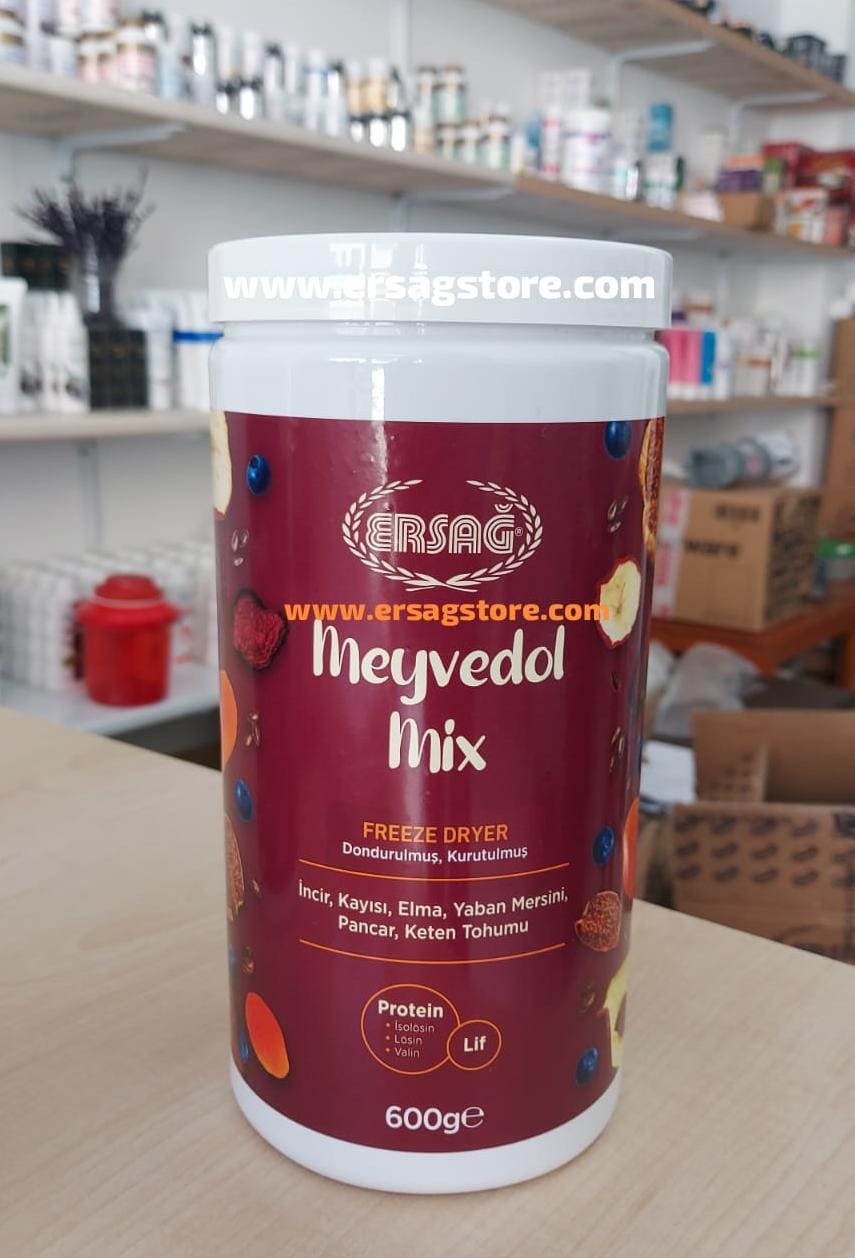 www.ersagstore.com
ERSAĞ®
www.ersagstore.com
Meyvedol
Mix
FREEZE DRYER
Dondurulmuş, Kurutulmuş
İncir, Kayısı, Elma, Yaban Mersini,
Pancar, Keten Tohumu
Protein
• İsolösin
• Lösin
• Valin
Lif
600g℮